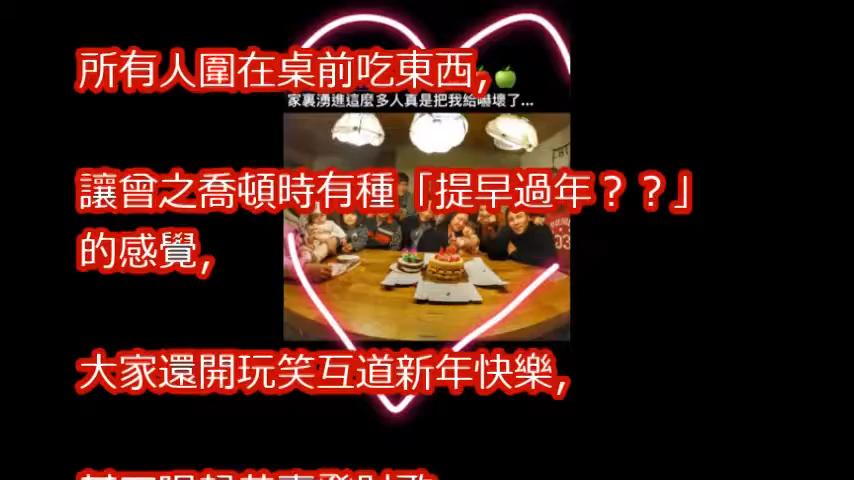 所有人圍在桌前吃東西,
家裏湧進這麼多人真是把我給嚇壞了...
讓曾之喬頓時有種「提早過年？？」
的感覺,
33
大家還開玩笑互道新年快樂,